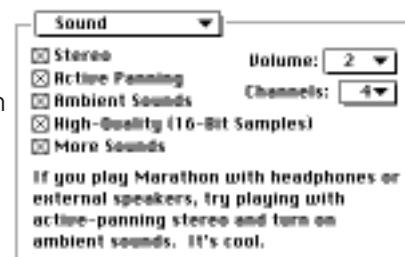 Sound
Stereo
Volume: 2
Active Panning
Channels: 4
Ambient Sounds
High-Quality (16-Bit Samples)
More Sounds
If you play Marathon with headphones or
external speakers, try playing with
active-panning stereo and turn on
ambient sounds. It's cool.